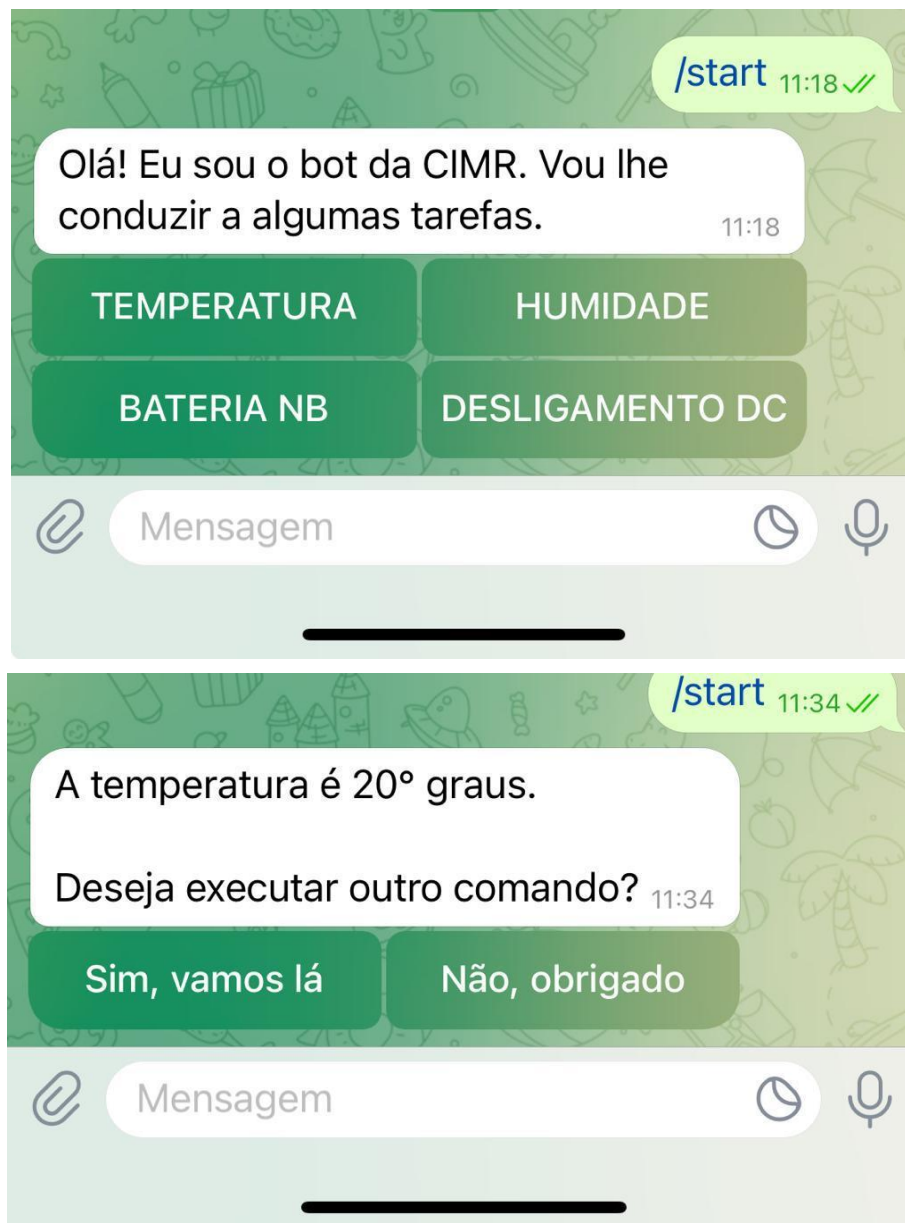 /start 11:18
Olá! Eu sou o bot da CIMR. Vou lhe
conduzir a algumas tarefas. 11:18
TEMPERATURA HUMIDADE
BATERIA NB DESLIGAMENTO DC
Mensagem
/start 11:34
A temperatura é 20° graus.
Deseja executar outro comando? 11:34
Sim, vamos lá Não, obrigado
Mensagem